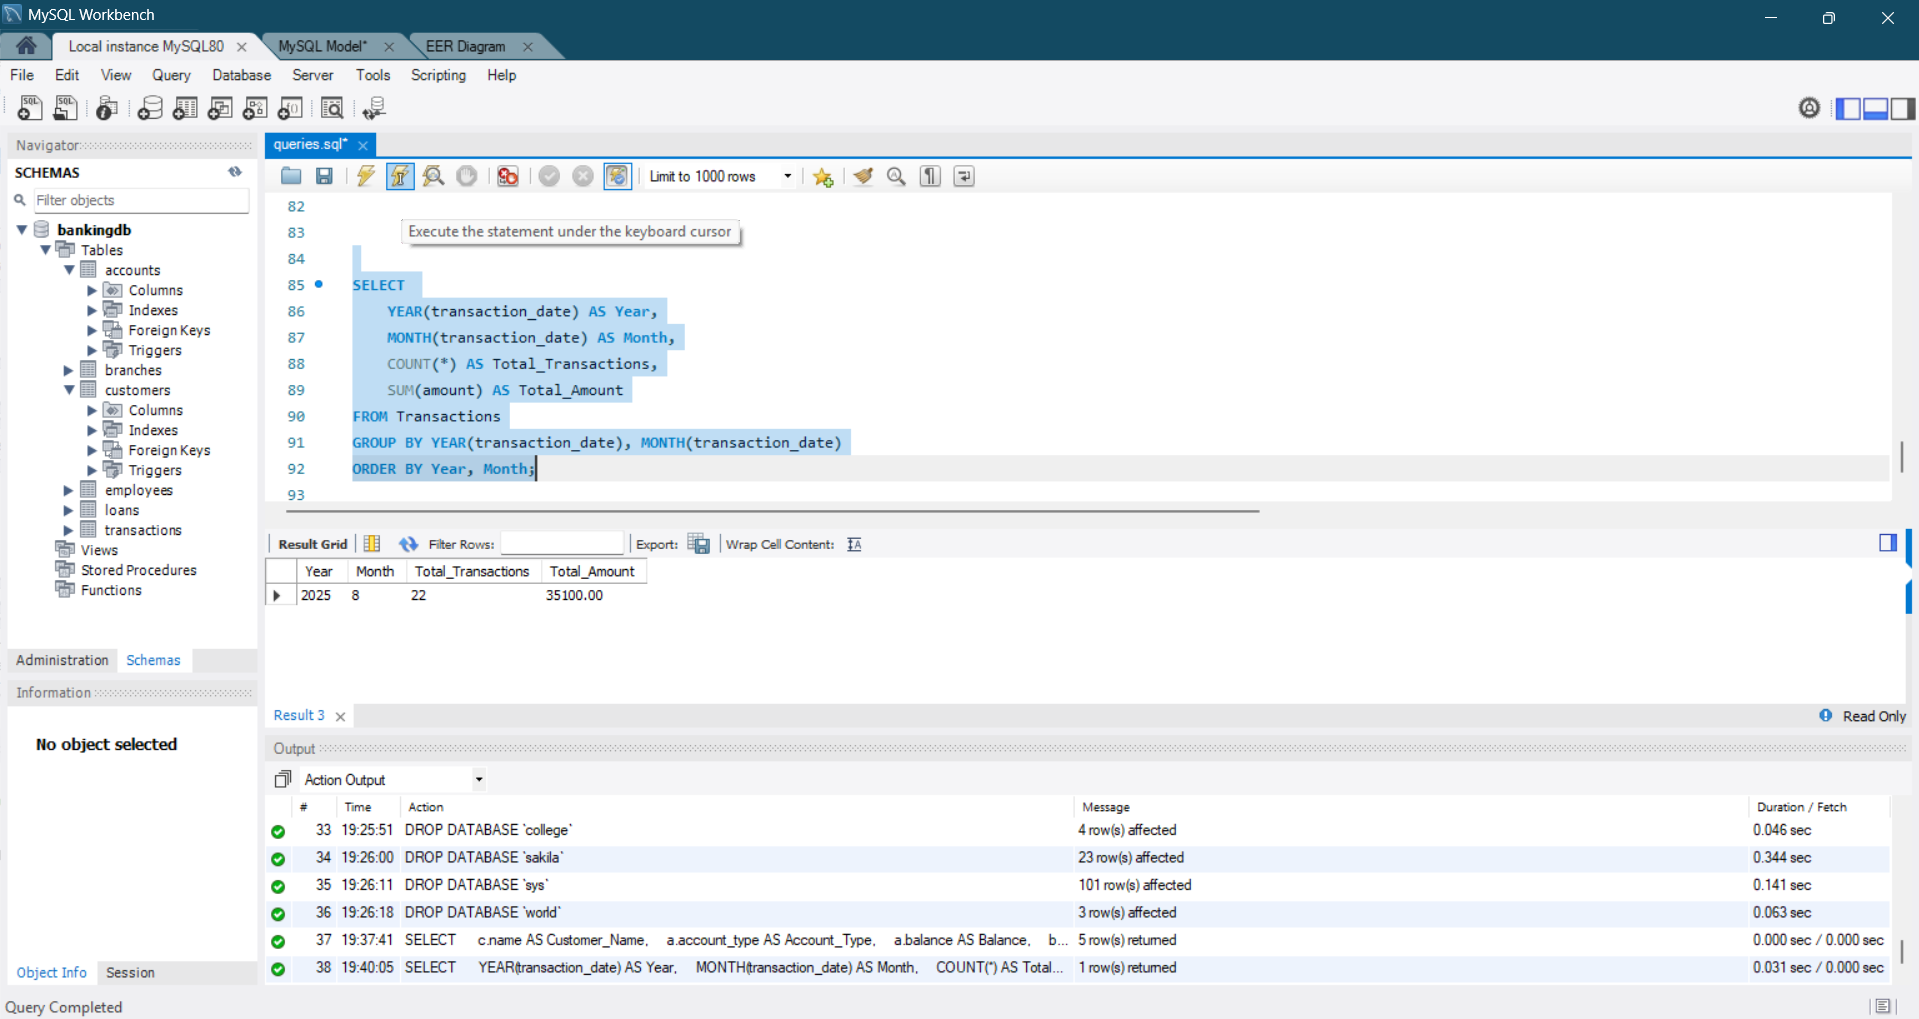 MySQL Workbench
Local instance MySQL80
MySQL Model*
EER Diagram
File Edit View Query Database Server Tools Scripting Help
Navigator
SCHEMAS
Filter objects
bankingdb
Tables
accounts
Columns
Indexes
Foreign Keys
Triggers
branches
customers
Columns
Indexes
Foreign Keys
Triggers
employees
loans
transactions
Views
Stored Procedures
Functions
Administration Schemas
Information
No object selected
Object Info Session
queries.sql*
Limit to 1000 rows
Execute the statement under the keyboard cursor
82
83
84
85 SELECT
86 YEAR(transaction_date) AS Year,
87 MONTH(transaction_date) AS Month,
88 COUNT(*) AS Total_Transactions,
89 SUM(amount) AS Total_Amount
90 FROM Transactions
91 GROUP BY YEAR(transaction_date), MONTH(transaction_date)
92 ORDER BY Year, Month;
93
Result Grid Filter Rows: Export: Wrap Cell Content:
Year Month Total_Transactions Total_Amount
2025 8 22 35100.00
Result 3
Read Only
Output
Action Output
# Time Action Message Duration / Fetch
33 19:25:51 DROP DATABASE `college` 4 row(s) affected 0.046 sec
34 19:26:00 DROP DATABASE `sakila` 23 row(s) affected 0.344 sec
35 19:26:11 DROP DATABASE `sys` 101 row(s) affected 0.141 sec
36 19:26:18 DROP DATABASE `world` 3 row(s) affected 0.063 sec
37 19:37:41 SELECT c.name AS Customer_Name, a.account_type AS Account_Type, a.balance AS Balance, b... 5 row(s) returned 0.000 sec / 0.000 sec
38 19:40:05 SELECT YEAR(transaction_date) AS Year, MONTH(transaction_date) AS Month, COUNT(*) AS Total... 1 row(s) returned 0.031 sec / 0.000 sec
Query Completed